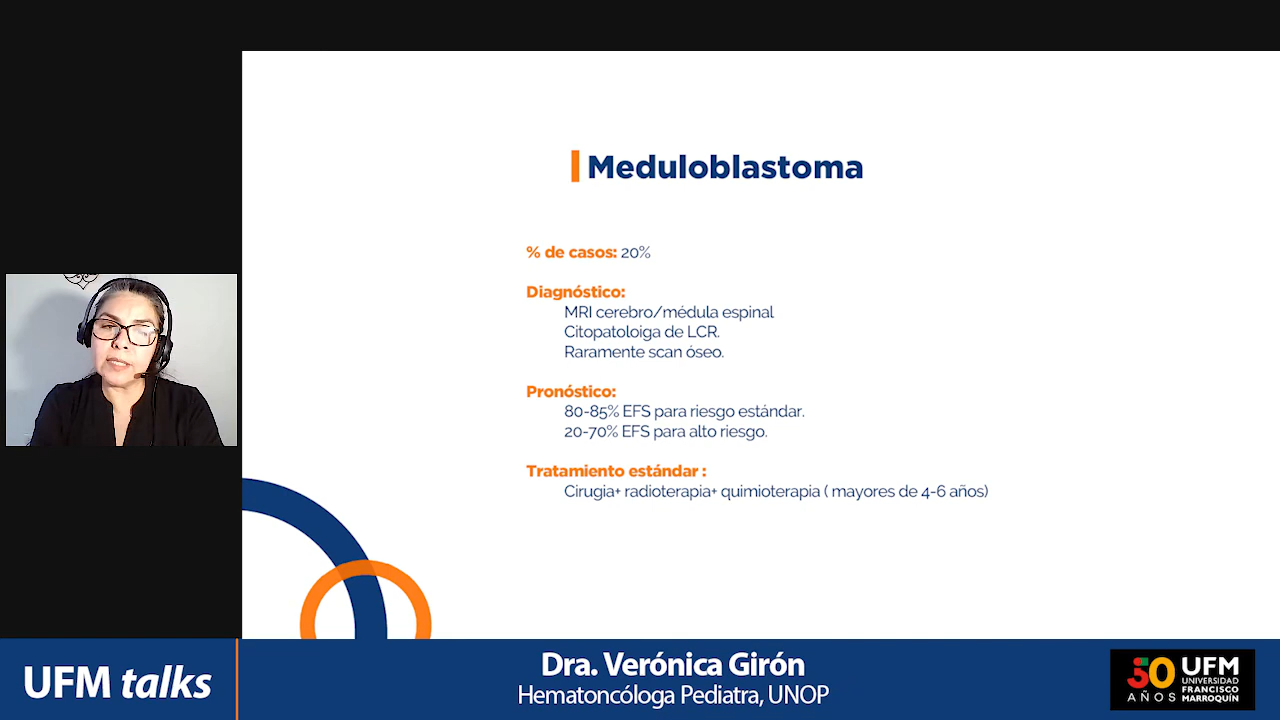 Meduloblastoma
% de casos: 20%
Diagnóstico:
MRI cerebro/médula espinal
Citopatoloiga de LCR.
Raramente scan óseo.
Pronóstico:
80-85% EFS para riesgo estándar.
20-70% EFS para alto riesgo.
Tratamiento estándar :
Cirugia+ radioterapia+ quimioterapia ( mayores de 4-6 años)
UFM talks
Dra. Verónica Girón
Hematoncóloga Pediatra, UNOP
50
AÑOS
UFM
UNIVERSIDAD
FRANCISCO
MARROQUÍN